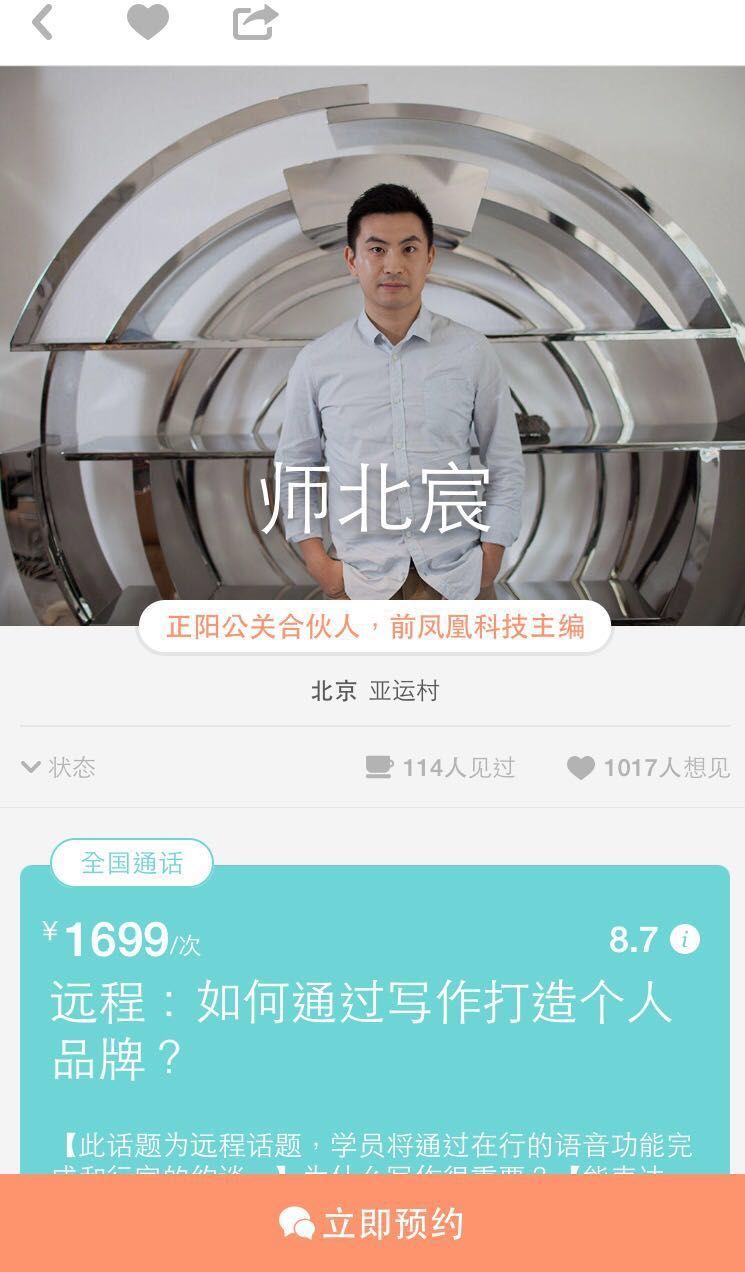 师北宸
正阳公关合伙人，前凤凰科技主编
北京 亚运村
状态 114人见过 1017人想见
全国通话
¥1699/次 8.7 i
远程：如何通过写作打造个人
品牌？
【此话题为远程话题，学员将通过在行的语音功能完
立即预约